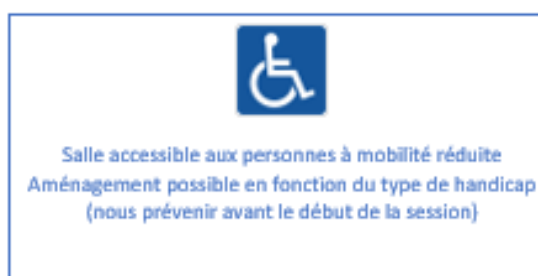 Salle accessible aux personnes à mobilité réduite
Aménagement possible en fonction du type de handicap
(nous prévenir avant le début de la session)